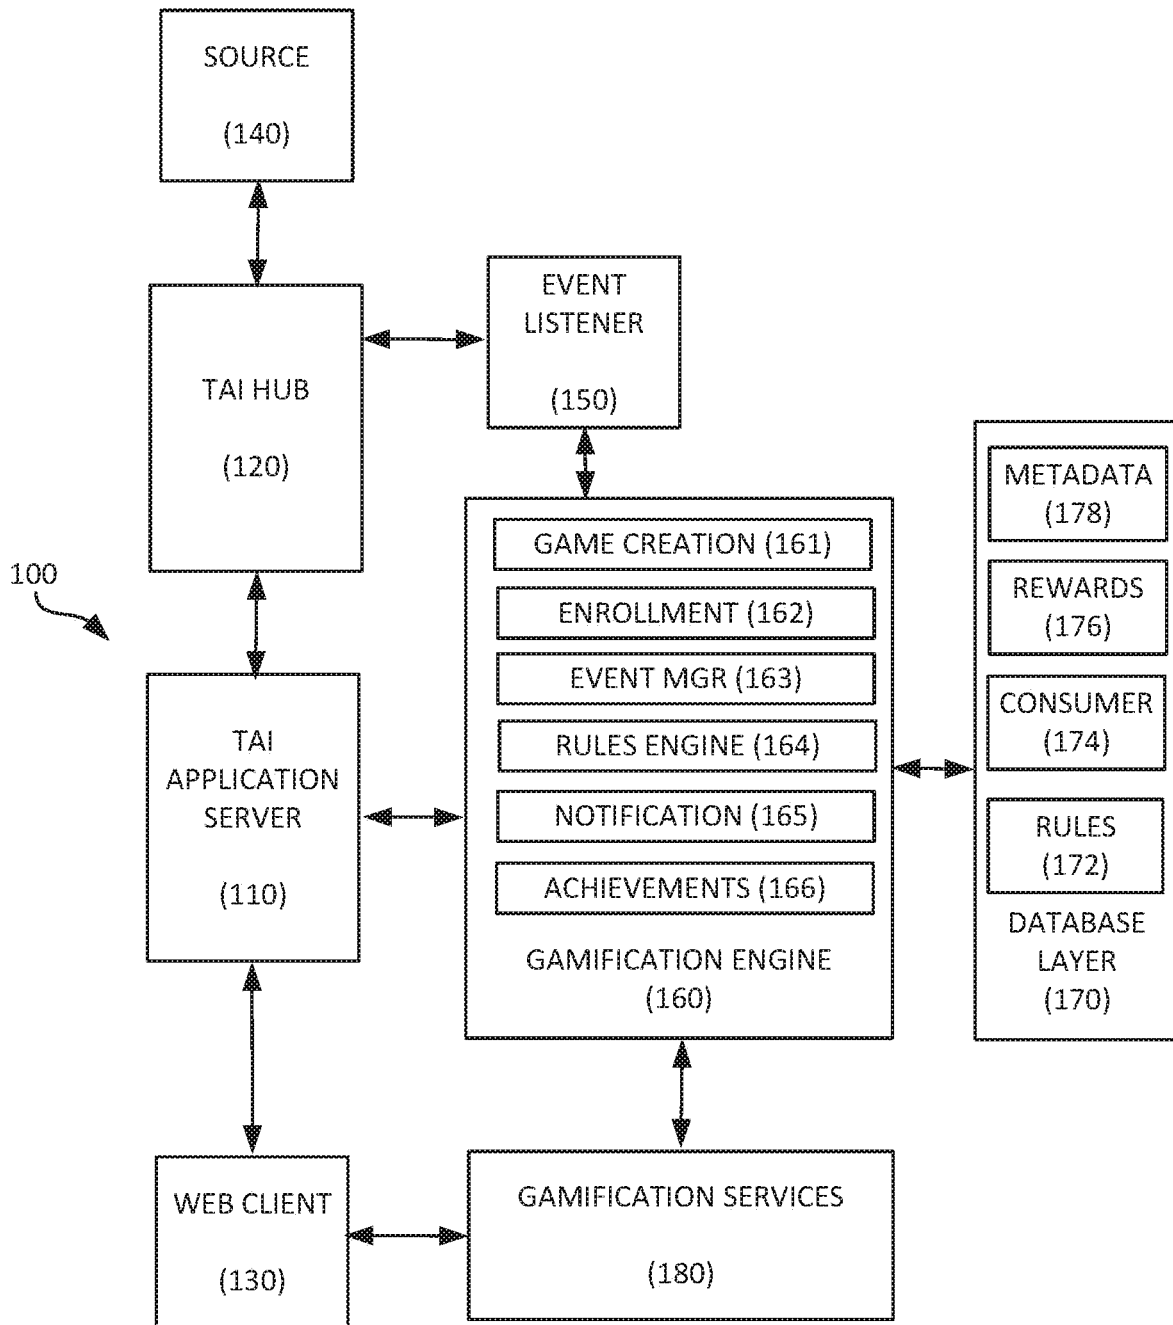 SOURCE
(140)
TAI HUB
(120)
EVENT
LISTENER
(150)
100
TAI
APPLICATION
SERVER
(110)
GAME CREATION (161)
ENROLLMENT (162)
EVENT MGR (163)
RULES ENGINE (164)
NOTIFICATION (165)
ACHIEVEMENTS (166)
GAMIFICATION ENGINE
(160)
METADATA
(178)
REWARDS
(176)
CONSUMER
(174)
RULES
(172)
DATABASE
LAYER
(170)
WEB CLIENT
(130)
GAMIFICATION SERVICES
(180)